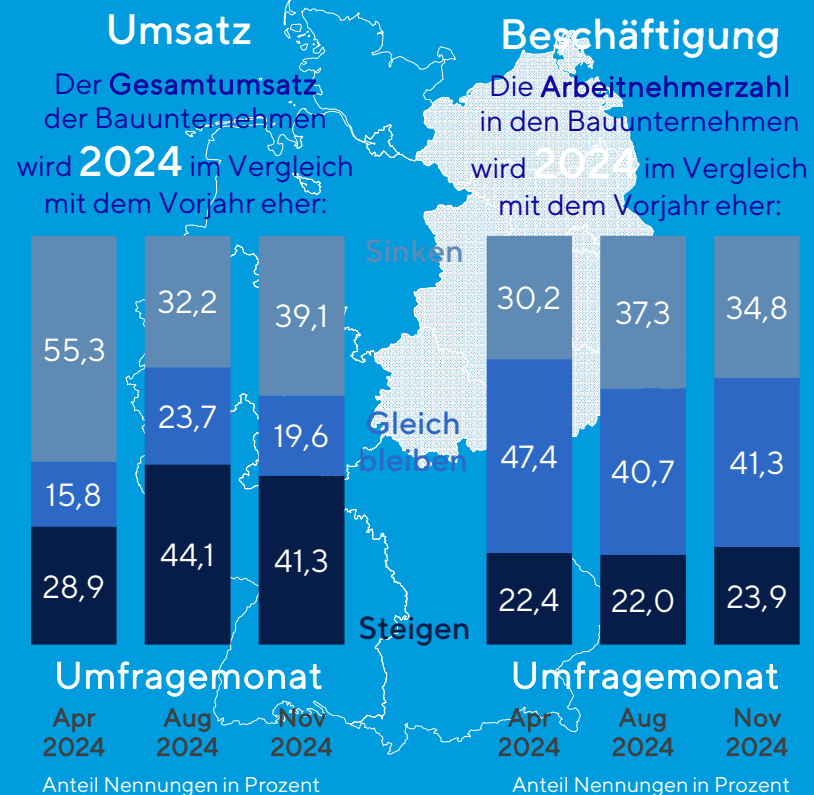 Umsatz
Der Gesamtumsatz
der Bauunternehmen
wird 2024 im Vergleich
mit dem Vorjahr eher:
55,3
15,8
28,9
32,2
23,7
44,1
39,1
19,6
41,3
Umfragemonat
Apr
2024
Aug
2024
Nov
2024
Anteil Nennungen in Prozent
Sinken
Gleich
bleiben
Steigen
Beschäftigung
Die Arbeitnehmerzahl
in den Bauunternehmen
wird 2024 im Vergleich
mit dem Vorjahr eher:
30,2
47,4
22,4
37,3
40,7
22,0
34,8
41,3
23,9
Umfragemonat
Apr
2024
Aug
2024
Nov
2024
Anteil Nennungen in Prozent